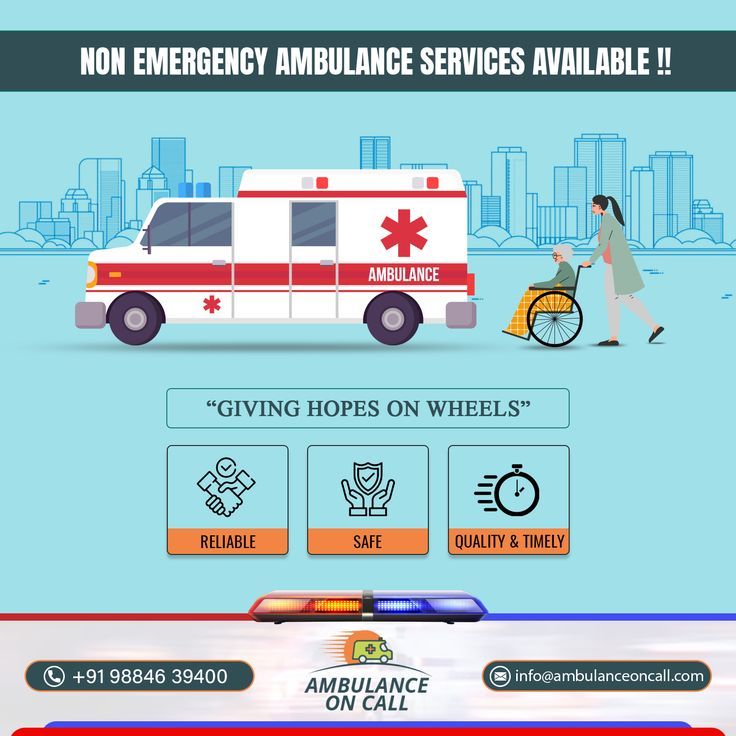 NON EMERGENCY AMBULANCE SERVICES AVAILABLE !!
AMBULANCE
“GIVING HOPES ON WHEELS”
RELIABLE
SAFE
QUALITY & TIMELY
+91 98846 39400
AMBULANCE
ON CALL
info@ambulanceoncall.com